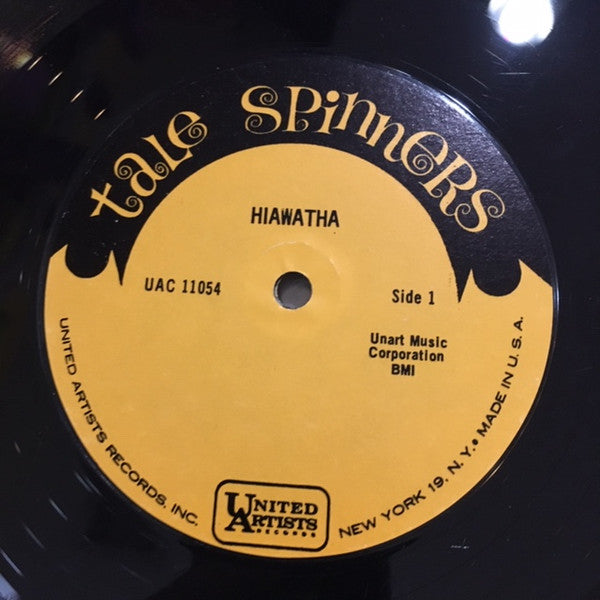 tale spinners
HIAWATHA
UAC 11054
Side 1
Unart Music
Corporation
BMI
UNITED ARTISTS RECORDS, INC.
UNITED
ARTISTS
RECORDS
NEW YORK 19, N. Y. • MADE IN U. S. A.